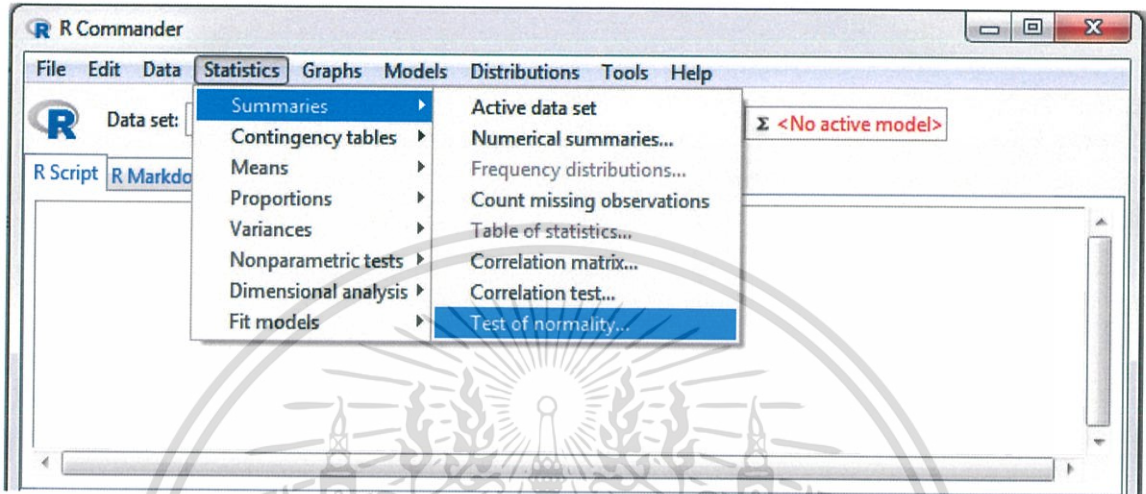 R Commander
File Edit Data Statistics Graphs Models Distributions Tools Help
R Data set: Σ <No active model>
R Script R Markdo
Summaries
Contingency tables
Means
Proportions
Variances
Nonparametric tests
Dimensional analysis
Fit models
Active data set
Numerical summaries...
Frequency distributions...
Count missing observations
Table of statistics...
Correlation matrix...
Correlation test...
Test of normality...